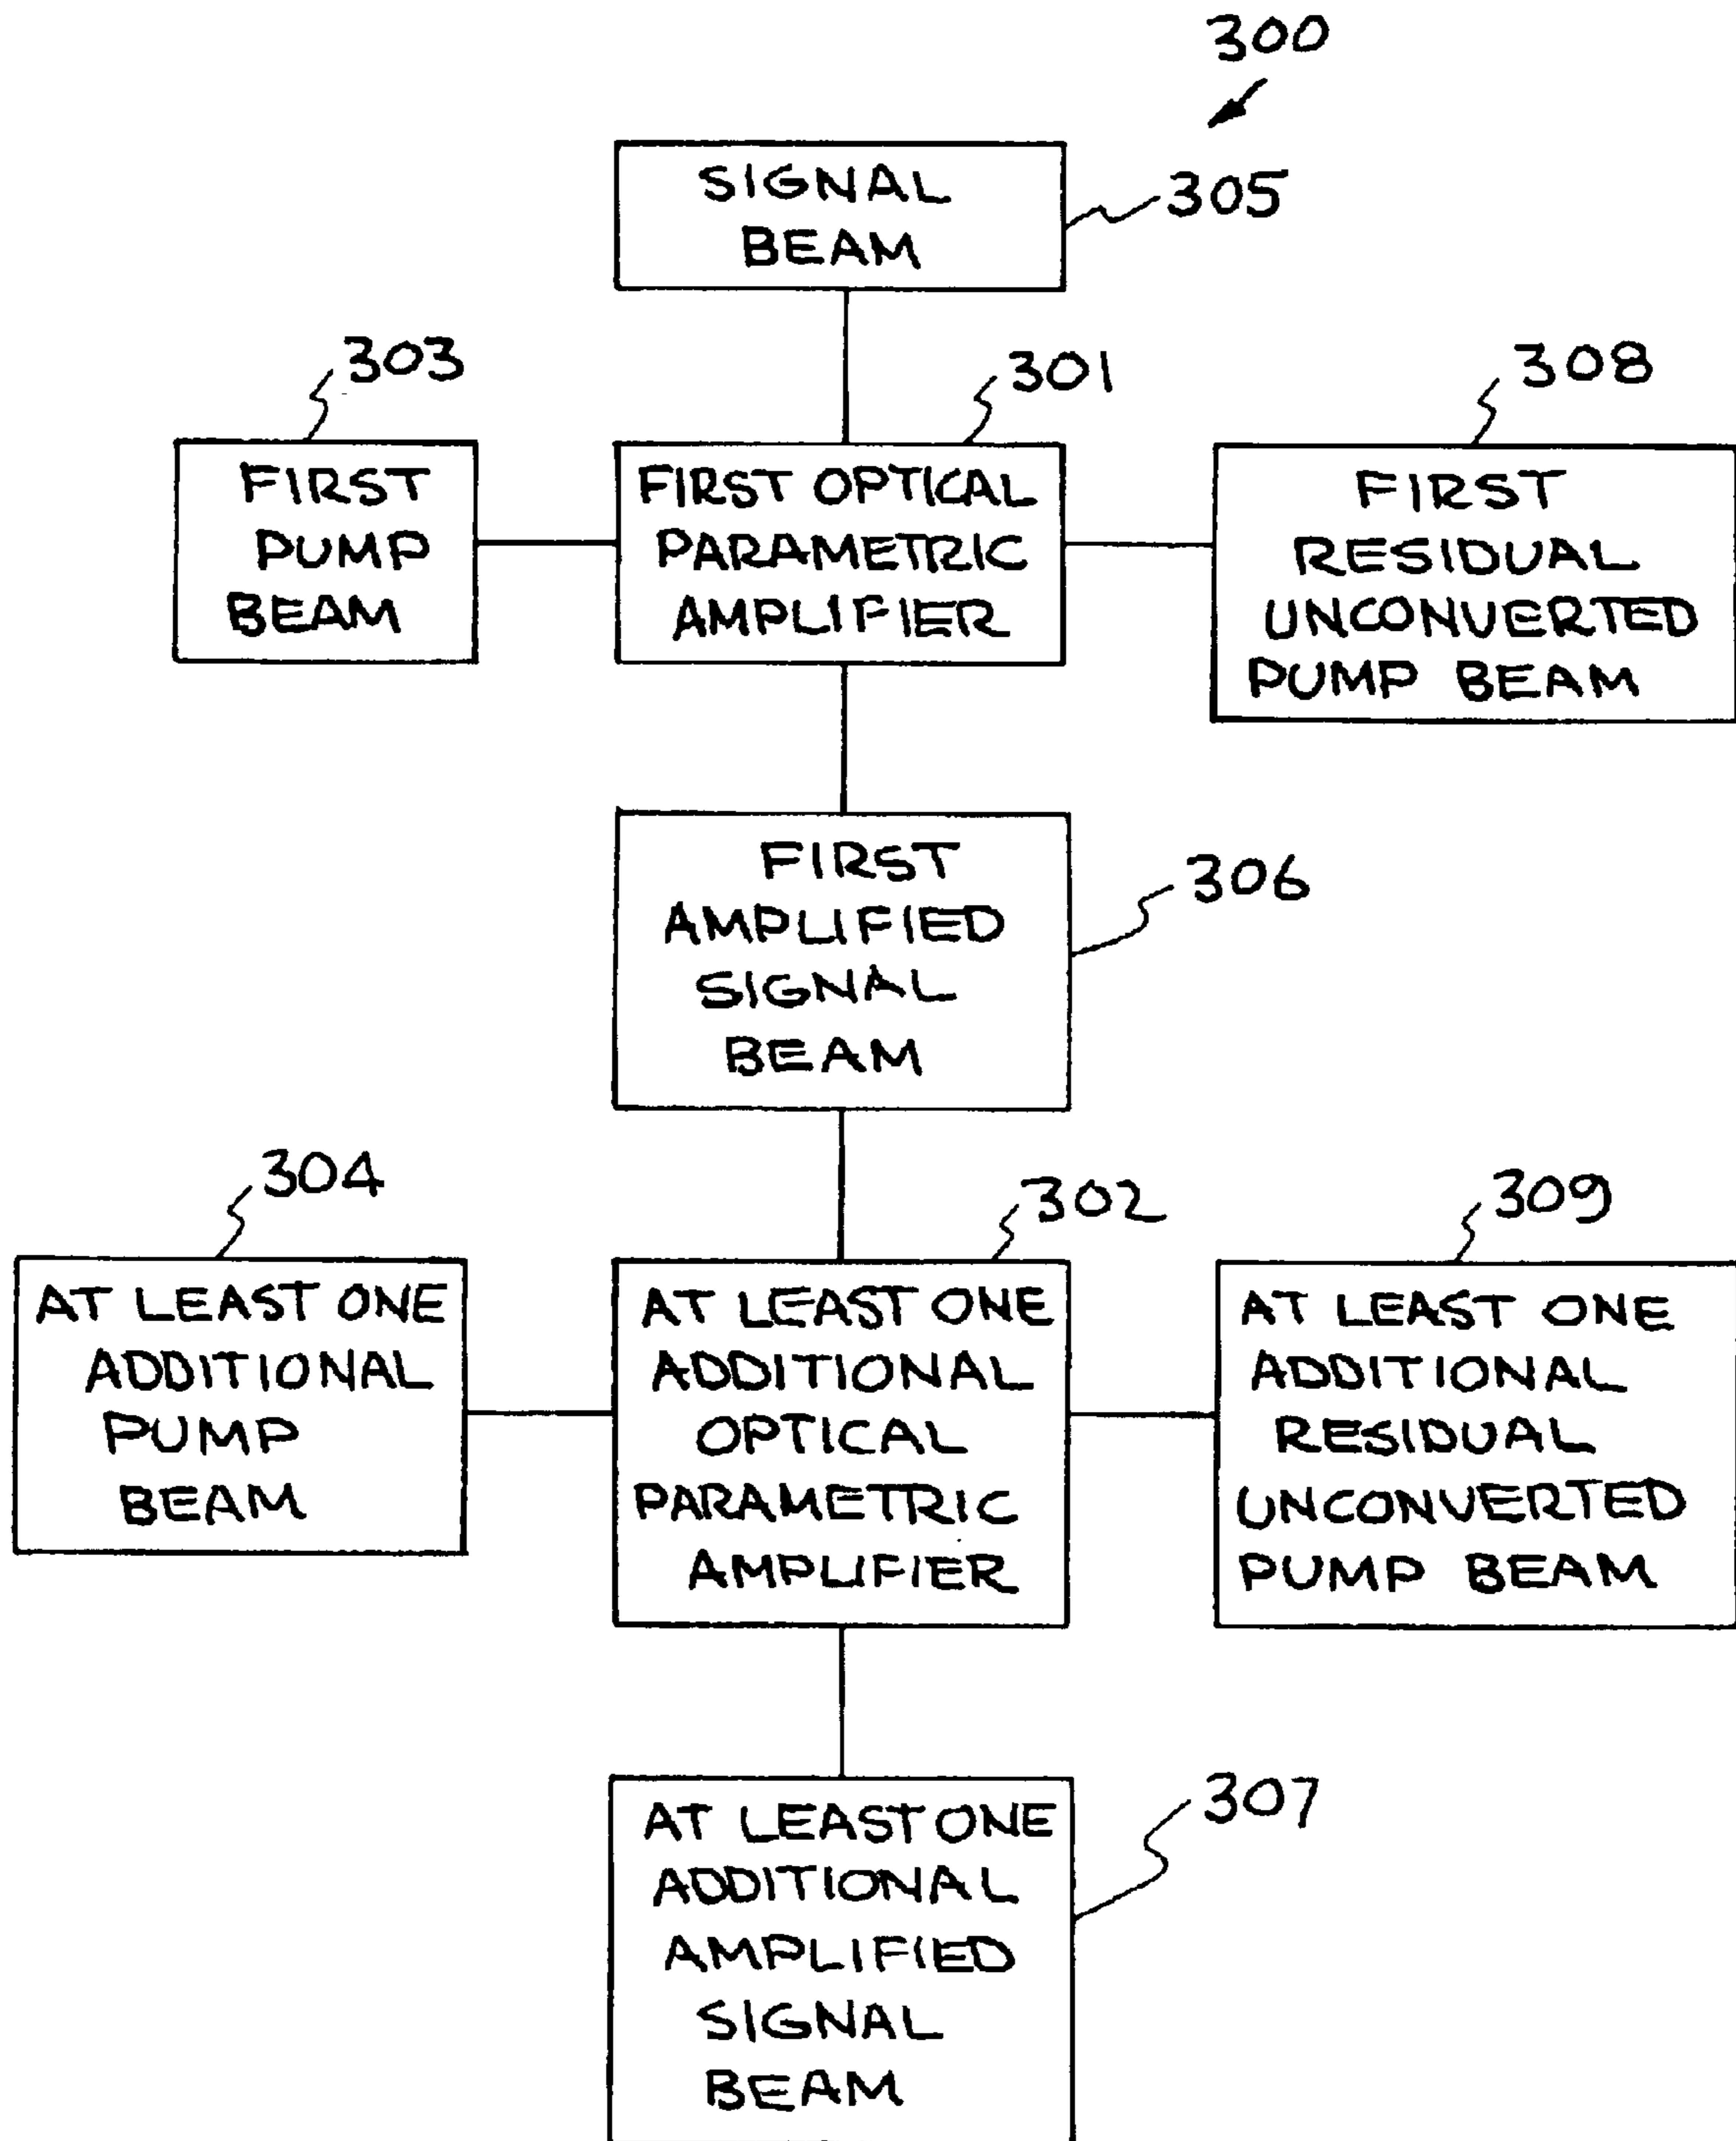 300
SIGNAL
BEAM
305
303
301
308
FIRST
PUMP
BEAM
FIRST OPTICAL
PARAMETRIC
AMPLIFIER
FIRST
RESIDUAL
UNCONVERTED
PUMP BEAM
FIRST
AMPLIFIED
SIGNAL
BEAM
306
304
302
309
AT LEAST ONE
ADDITIONAL
PUMP
BEAM
AT LEAST ONE
ADDITIONAL
OPTICAL
PARAMETRIC
AMPLIFIER
AT LEAST ONE
ADDITIONAL
RESIDUAL
UNCONVERTED
PUMP BEAM
AT LEAST ONE
ADDITIONAL
AMPLIFIED
SIGNAL
BEAM
307